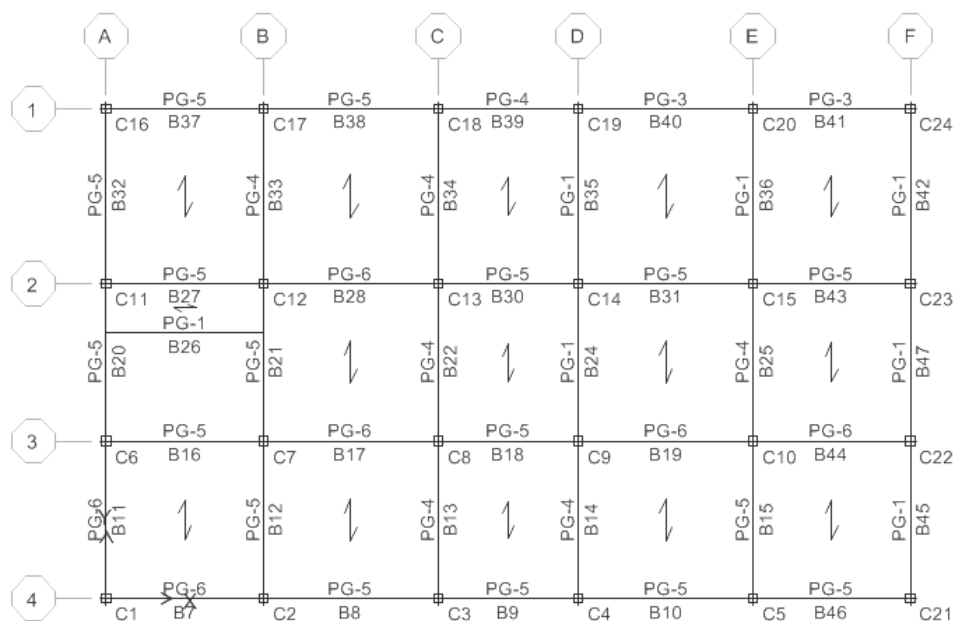 A B C D E F
PG-5 PG-5 PG-4 PG-3 PG-3
1
C16 B37 C17 B38 C18 B39 C19 B40 C20 B41 C24
PG-5 B32 PG-4 B33 PG-4 B34 PG-1 B35 PG-1 B36 PG-1 B42
PG-5 PG-6 PG-5 PG-5 PG-5
2
C11 B27 C12 B28 C13 B30 C14 B31 C15 B43 C23
PG-1
B26
PG-5 B20 PG-5 B21 PG-4 B22 PG-1 B24 PG-4 B25 PG-1 B47
PG-5 PG-6 PG-5 PG-6 PG-6
3
C6 B16 C7 B17 C8 B18 C9 B19 C10 B44 C22
PG-6 B11 PG-5 B12 PG-4 B13 PG-4 B14 PG-5 B15 PG-1 B45
PG-6 PG-5 PG-5 PG-5 PG-5
4 X
C1 B7 C2 B8 C3 B9 C4 B10 C5 B46 C21